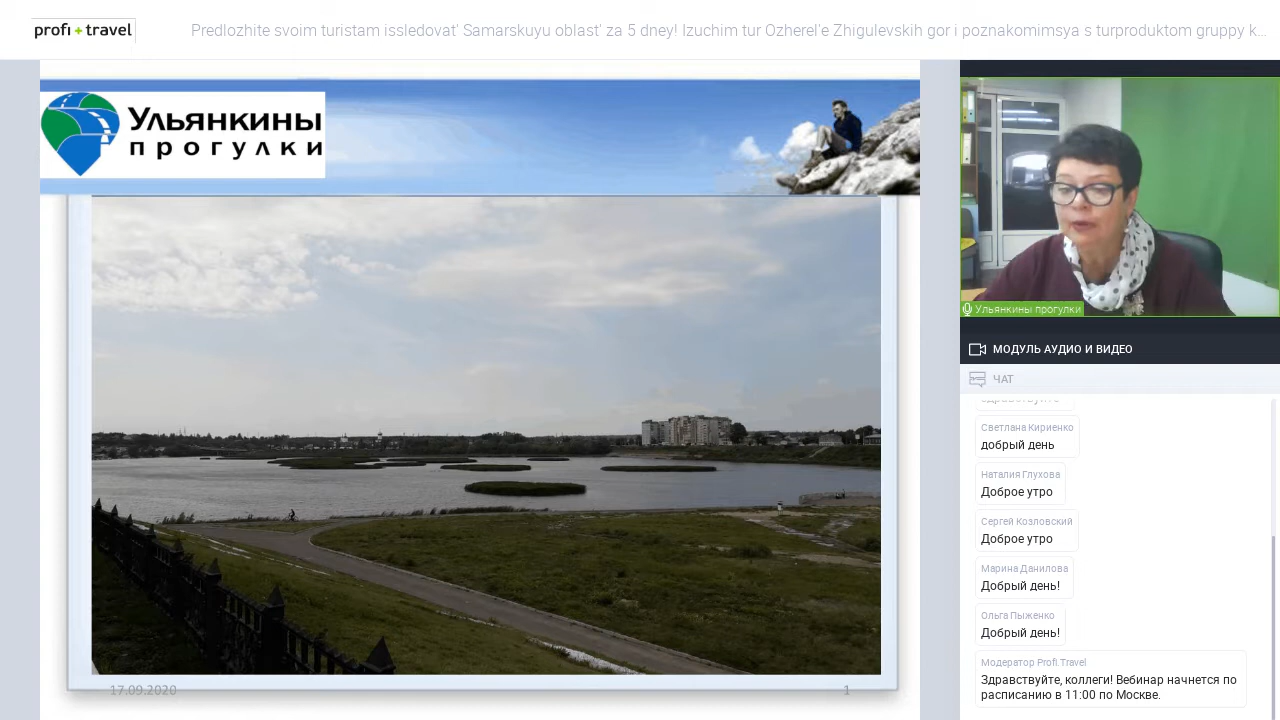 profi + travel
Predlozhite svoim turistam issledovat' Samarskuyu oblast' za 5 dney! Izuchim tur Ozherel'e Zhigulevskih gor i poznakomimsya s turproduktom gruppy k...
Ульянкины
прогулки
17.09.2020
1
Ульянкины прогулки
МОДУЛЬ АУДИО И ВИДЕО
ЧАТ
Светлана Кириенко
добрый день
Наталия Глухова
Доброе утро
Сергей Козловский
Доброе утро
Марина Данилова
Добрый день!
Ольга Пыженко
Добрый день!
Модератор Profi.Travel
Здравствуйте, коллеги! Вебинар начнется по
расписанию в 11:00 по Москве.